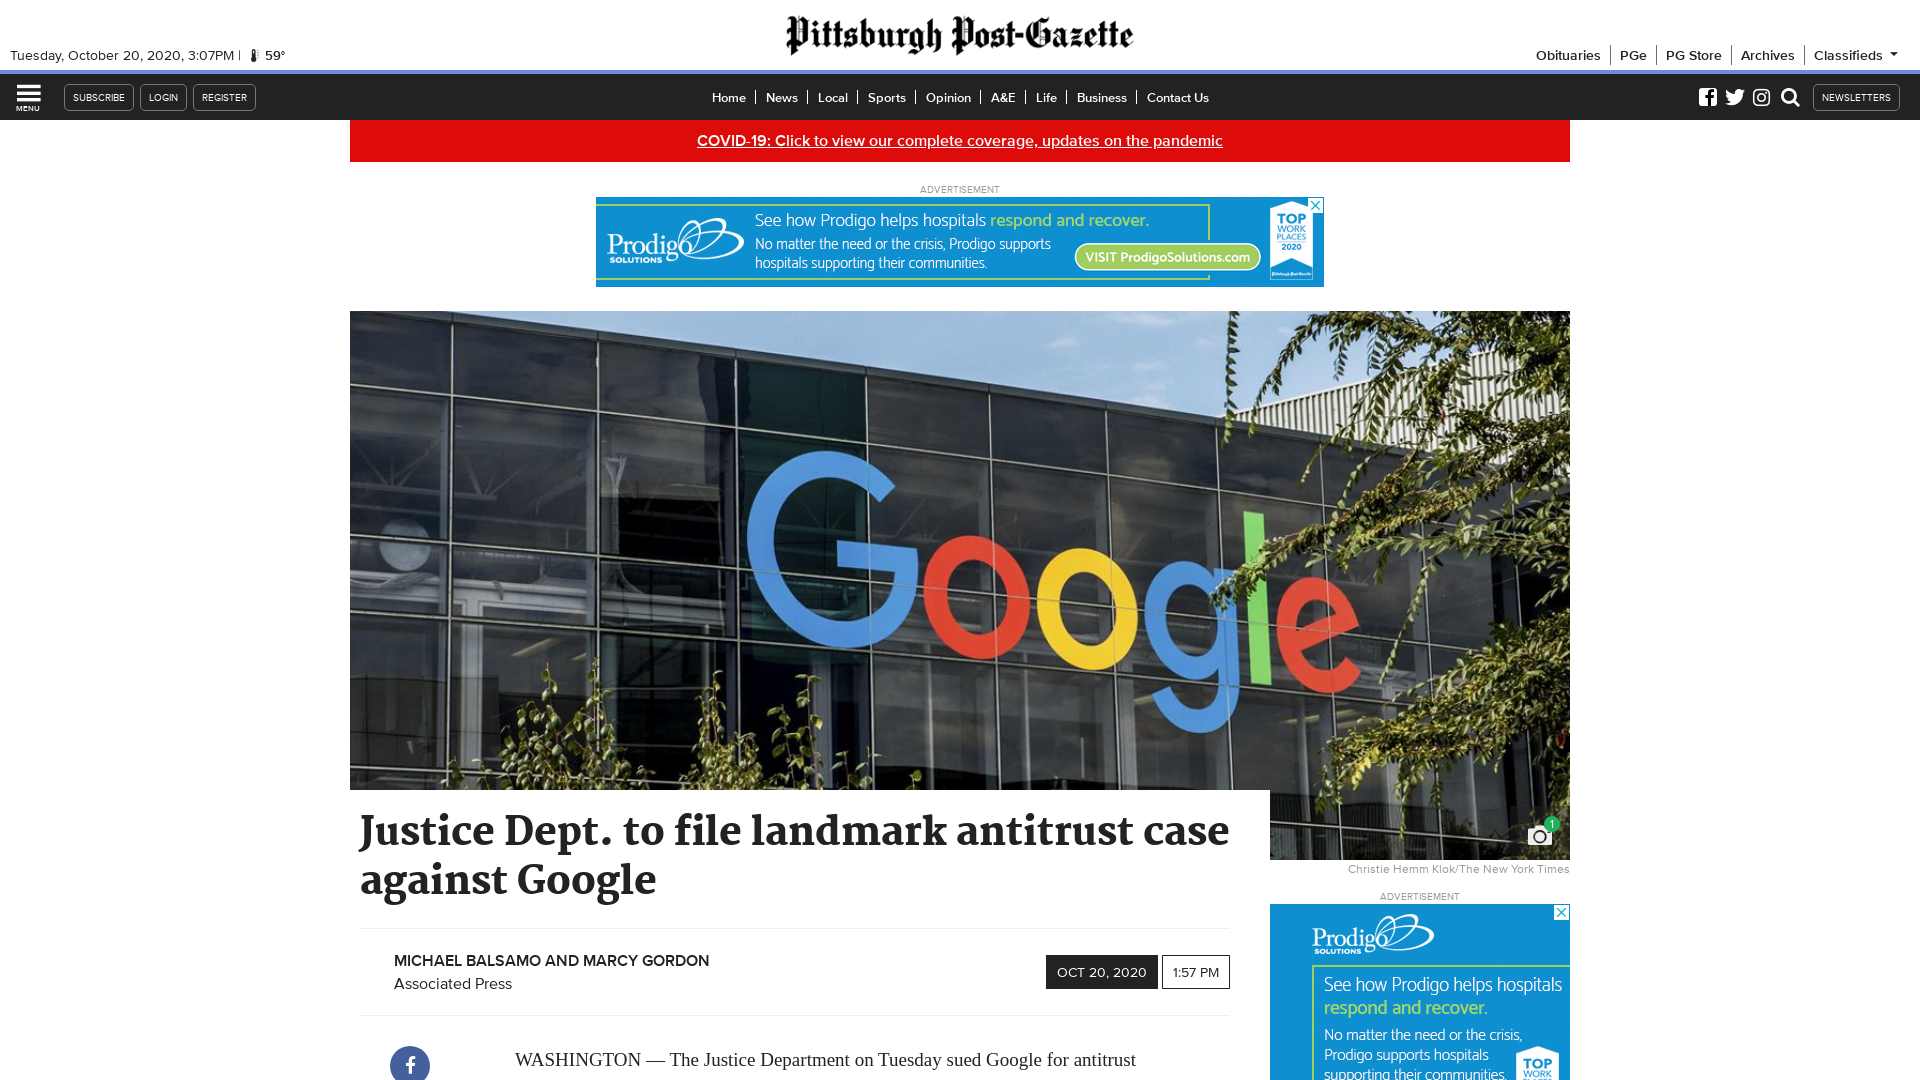 Pittsburgh Post-Gazette
Tuesday, October 20, 2020, 3:07PM | 59°
Obituaries PGe PG Store Archives Classifieds
MENU
SUBSCRIBE LOGIN REGISTER
Home News Local Sports Opinion A&E Life Business Contact Us
NEWSLETTERS
COVID-19: Click to view our complete coverage, updates on the pandemic
ADVERTISEMENT
Prodigo
SOLUTIONS
See how Prodigo helps hospitals respond and recover.
No matter the need or the crisis, Prodigo supports
hospitals supporting their communities.
VISIT ProdigoSolutions.com
TOP
WORK
PLACES
2020
Pittsburgh Post-Gazette
Google
1
Justice Dept. to file landmark antitrust case
against Google
Christie Hemm Klok/The New York Times
MICHAEL BALSAMO AND MARCY GORDON
Associated Press
OCT 20, 2020 1:57 PM
WASHINGTON — The Justice Department on Tuesday sued Google for antitrust
ADVERTISEMENT
Prodigo
SOLUTIONS
See how Prodigo helps hospitals
respond and recover.
No matter the need or the crisis,
Prodigo supports hospitals
supporting their communities.
TOP
WORK
PLACES